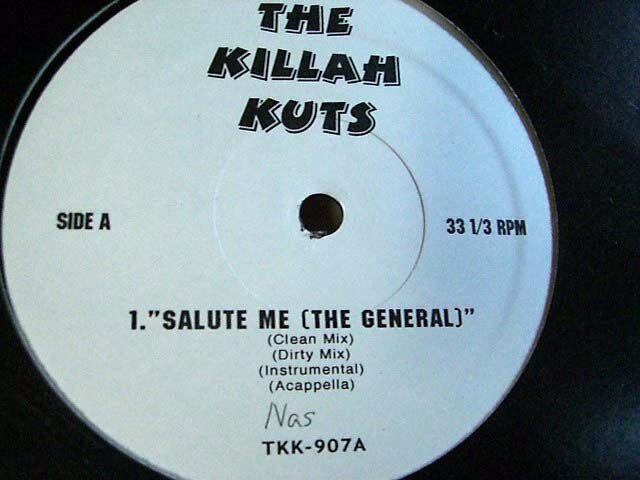 THE
KILLAH
KUTS
SIDE A
33 1/3 RPM
1."SALUTE ME (THE GENERAL)"
(Clean Mix)
(Dirty Mix)
(Instrumental)
(Acappella)
Nas
TKK-907A